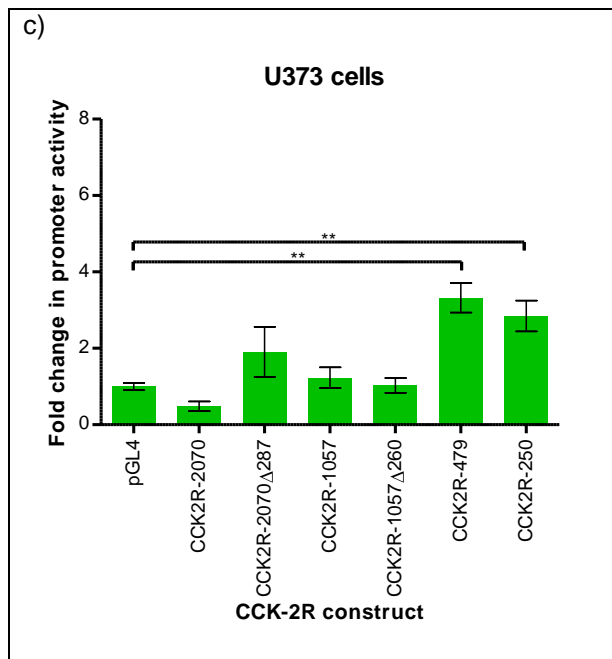 c)
U373 cells
Fold change in promoter activity
8
6
4
2
0
**
**
pGL4
CCK2R-2070
CCK2R-2070Δ287
CCK2R-1057
CCK2R-1057Δ260
CCK2R-479
CCK2R-250
CCK-2R construct